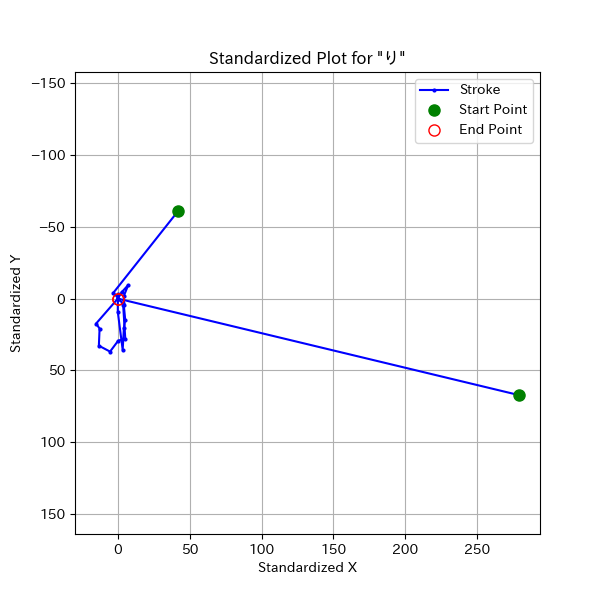 Standardized Plot for "り"
Stroke
Start Point
End Point
−150
−100
−50
0
50
100
150
Standardized Y
0 50 100 150 200 250
Standardized X